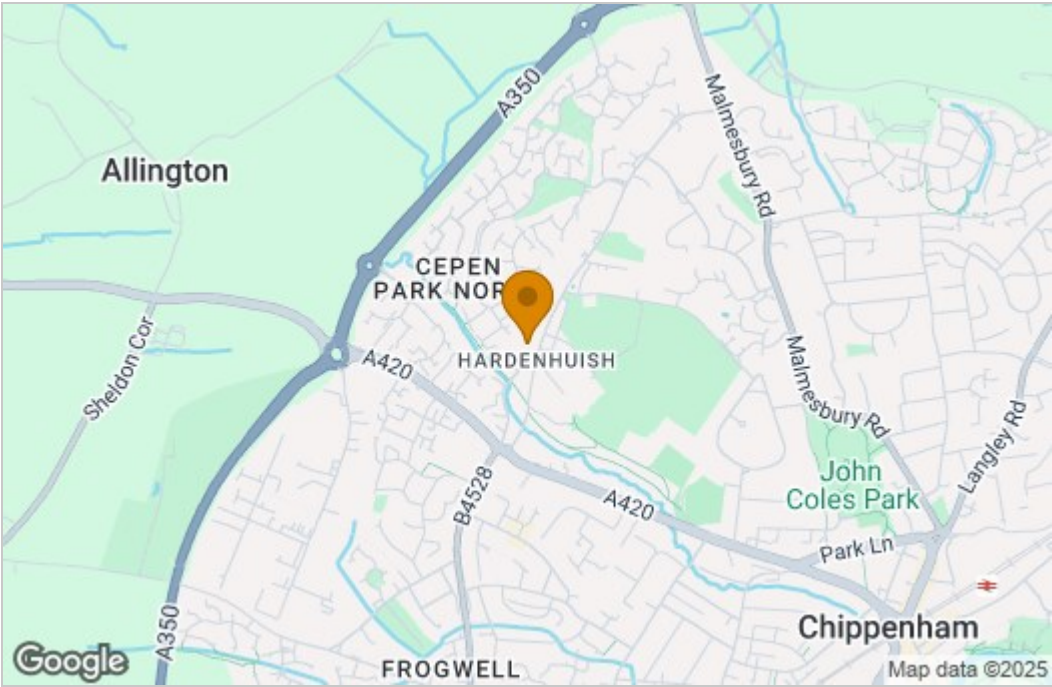 A350
Malmesbury Rd
Allington
CEPEN
PARK NOR
HARDENHUISH
A420
Sheldon Cor
Malmesbury Rd
Langley Rd
John
Coles Park
B4528
A420
Park Ln
A350
Chippenham
FROGWELL
Google
Map data ©2025